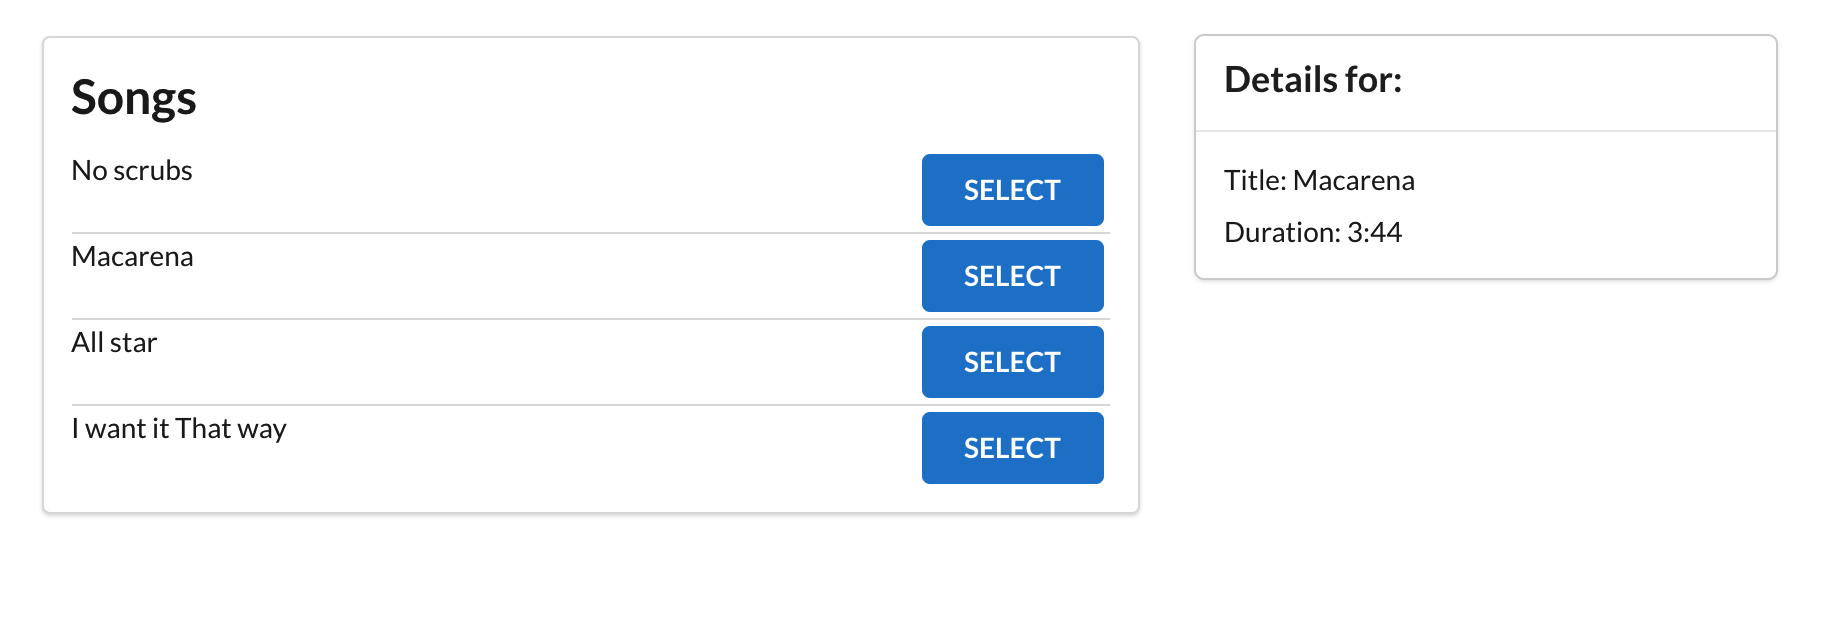 Songs
No scrubs
SELECT
Macarena
SELECT
All star
SELECT
I want it That way
SELECT
Details for:
Title: Macarena
Duration: 3:44